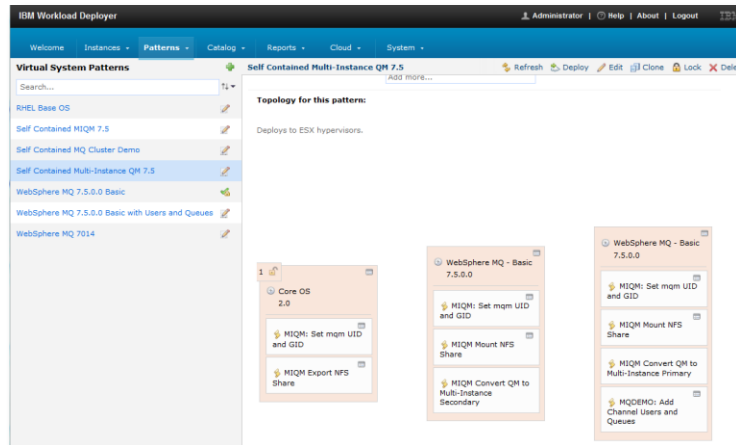 IBM Workload Deployer
Administrator | Help | About | Logout
IBM
Welcome Instances Patterns Catalog Reports Cloud System
Virtual System Patterns
Search...
RHEL Base OS
Self Contained MIQM 7.5
Self Contained MQ Cluster Demo
Self Contained Multi-Instance QM 7.5
WebSphere MQ 7.5.0.0 Basic
WebSphere MQ 7.5.0.0 Basic with Users and Queues
WebSphere MQ 7014
Self Contained Multi-Instance QM 7.5
Refresh Deploy Edit Clone Lock Dele
Add more...
Topology for this pattern:
Deploys to ESX hypervisors.
1
Core OS
2.0
MIQM: Set mqm UID
and GID
MIQM Export NFS
Share
WebSphere MQ - Basic
7.5.0.0
MIQM: Set mqm UID
and GID
MIQM Mount NFS
Share
MIQM Convert QM to
Multi-Instance
Secondary
WebSphere MQ - Basic
7.5.0.0
MIQM: Set mqm UID
and GID
MIQM Mount NFS
Share
MIQM Convert QM to
Multi-Instance Primary
MQDEMO: Add
Channel Users and
Queues